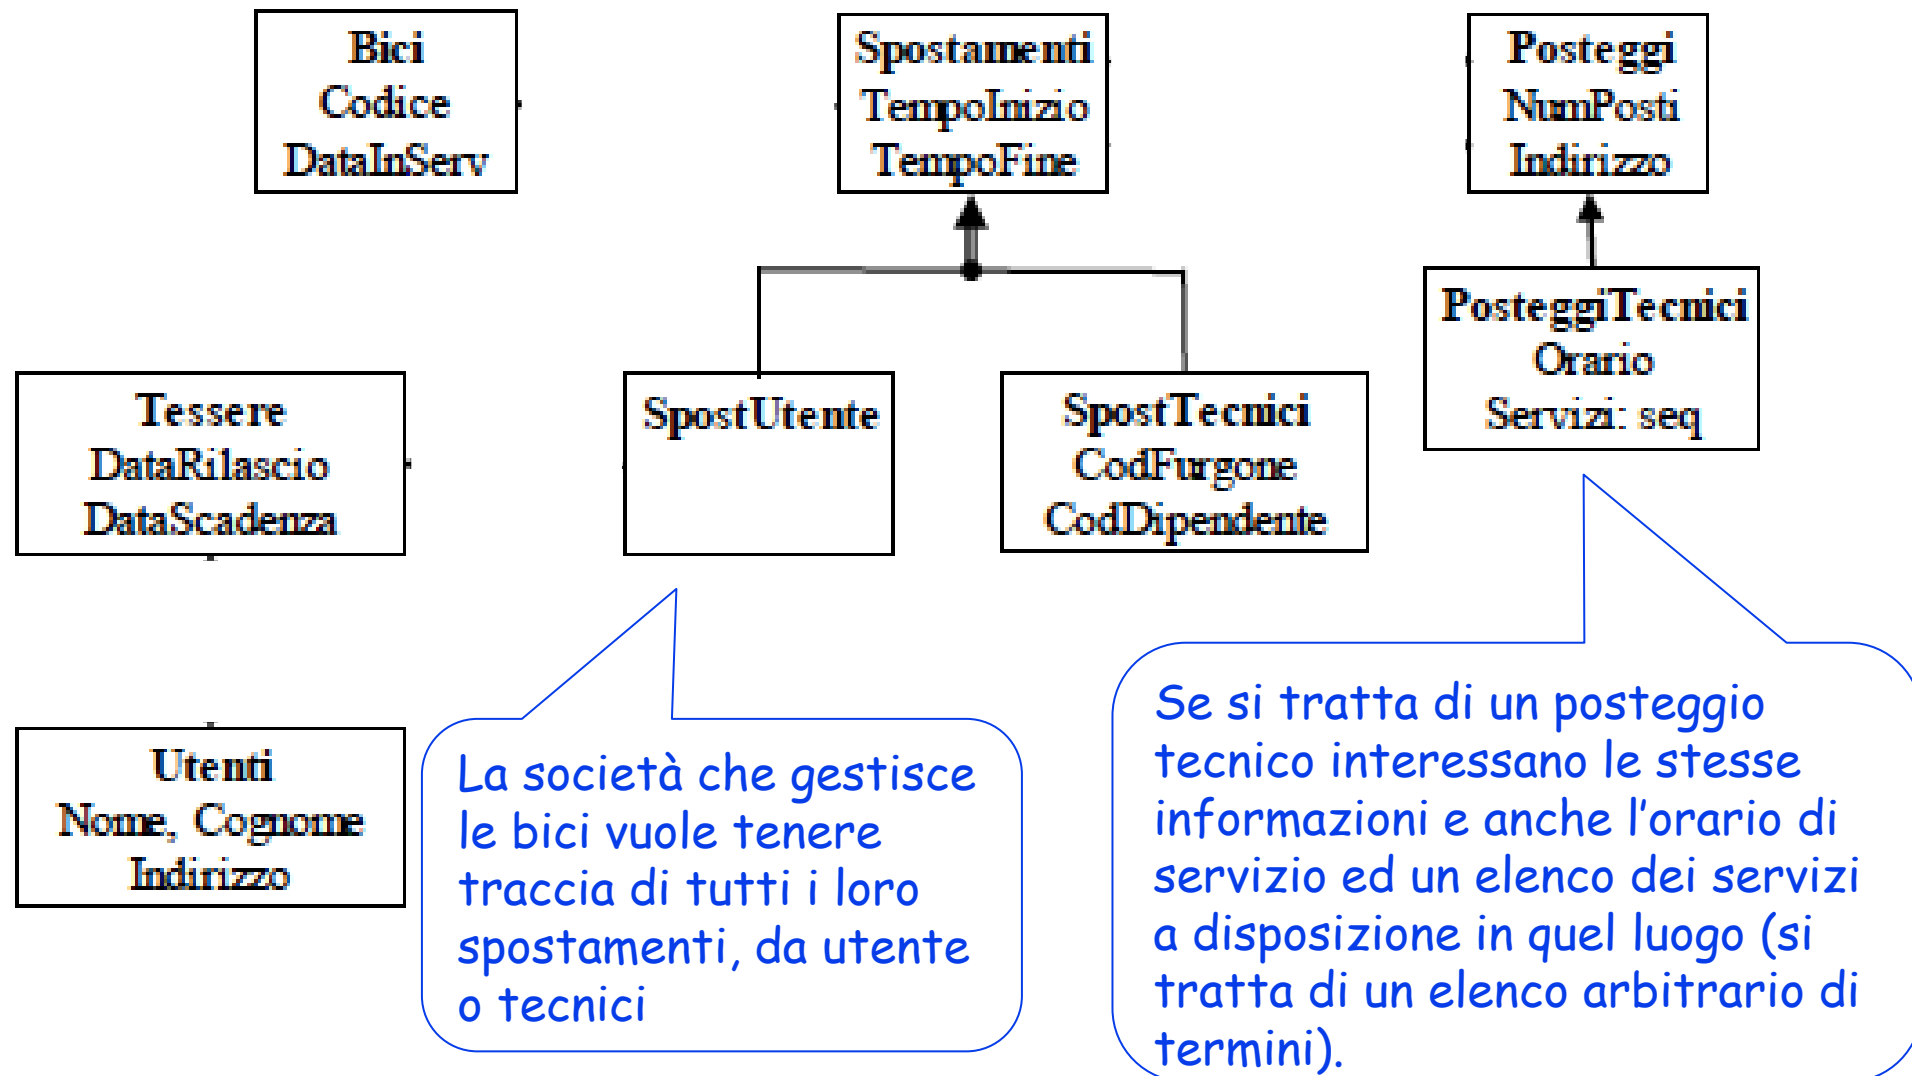 Bici
Codice
DataInServ
Spostamenti
TempoInizio
TempoFine
Posteggi
NumPosti
Indirizzo
PosteggiTecnici
Orario
Servizi: seq
Tessere
DataRilascio
DataScadenza
SpostUtente
SpostTecnici
CodFurgone
CodDipendente
Utenti
Nome, Cognome
Indirizzo
La società che gestisce
le bici vuole tenere
traccia di tutti i loro
spostamenti, da utente
o tecnici
Se si tratta di un posteggio
tecnico interessano le stesse
informazioni e anche l'orario di
servizio ed un elenco dei servizi
a disposizione in quel luogo (si
tratta di un elenco arbitrario di
termini).